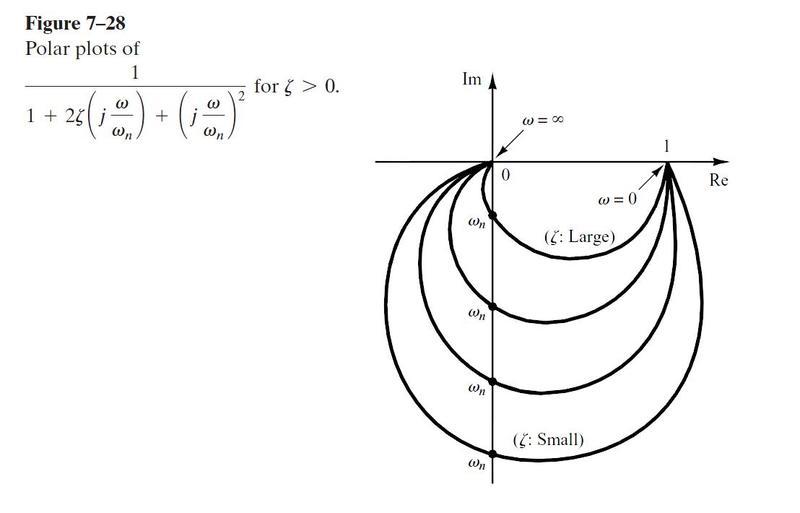 Figure 7–28
Polar plots of
1
1 + 2ζ(j ω/ωn) + (j ω/ωn)² for ζ > 0.
Im
ω = ∞
1
0
Re
ω = 0
ωn
(ζ: Large)
ωn
ωn
(ζ: Small)
ωn